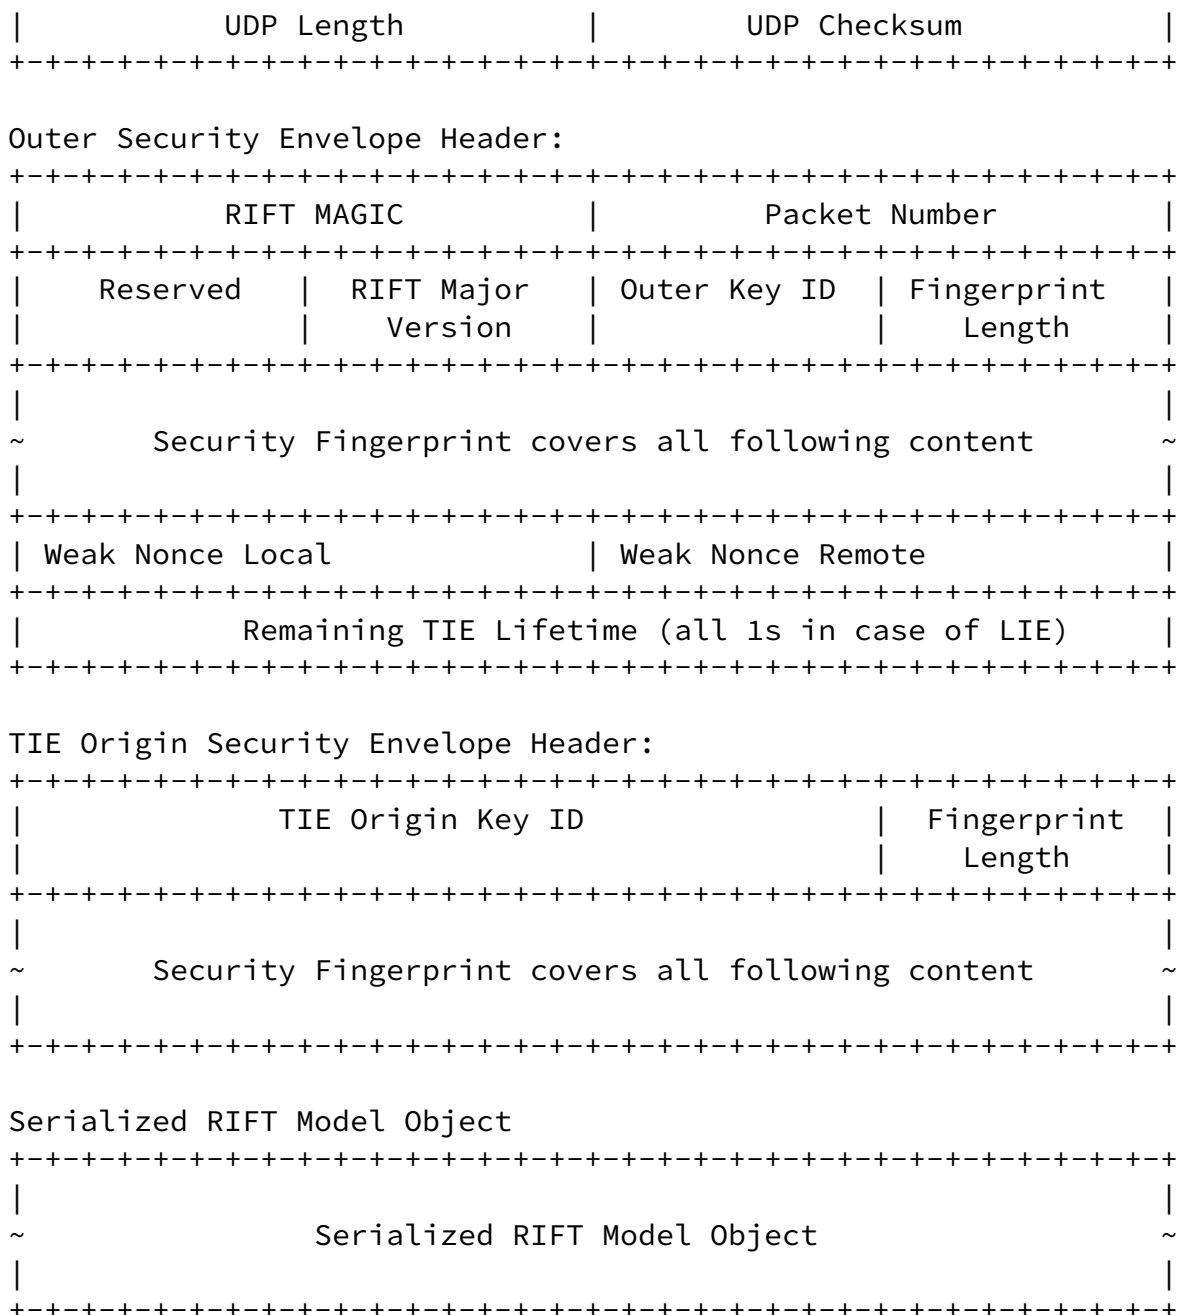 |           UDP Length          |        UDP Checksum           |
+-+-+-+-+-+-+-+-+-+-+-+-+-+-+-+-+-+-+-+-+-+-+-+-+-+-+-+-+-+-+-+-+
Outer Security Envelope Header:
+-+-+-+-+-+-+-+-+-+-+-+-+-+-+-+-+-+-+-+-+-+-+-+-+-+-+-+-+-+-+-+-+
|           RIFT MAGIC          |         Packet Number         |
+-+-+-+-+-+-+-+-+-+-+-+-+-+-+-+-+-+-+-+-+-+-+-+-+-+-+-+-+-+-+-+-+
|    Reserved   |  RIFT Major   | Outer Key ID  | Fingerprint   |
|               |    Version    |               |    Length     |
+-+-+-+-+-+-+-+-+-+-+-+-+-+-+-+-+-+-+-+-+-+-+-+-+-+-+-+-+-+-+-+-+
|                                                               |
~       Security Fingerprint covers all following content       ~
|                                                               |
+-+-+-+-+-+-+-+-+-+-+-+-+-+-+-+-+-+-+-+-+-+-+-+-+-+-+-+-+-+-+-+-+
| Weak Nonce Local              | Weak Nonce Remote             |
+-+-+-+-+-+-+-+-+-+-+-+-+-+-+-+-+-+-+-+-+-+-+-+-+-+-+-+-+-+-+-+-+
|            Remaining TIE Lifetime (all 1s in case of LIE)     |
+-+-+-+-+-+-+-+-+-+-+-+-+-+-+-+-+-+-+-+-+-+-+-+-+-+-+-+-+-+-+-+-+
TIE Origin Security Envelope Header:
+-+-+-+-+-+-+-+-+-+-+-+-+-+-+-+-+-+-+-+-+-+-+-+-+-+-+-+-+-+-+-+-+
|              TIE Origin Key ID                |  Fingerprint  |
|                                               |    Length     |
+-+-+-+-+-+-+-+-+-+-+-+-+-+-+-+-+-+-+-+-+-+-+-+-+-+-+-+-+-+-+-+-+
|                                                               |
~       Security Fingerprint covers all following content       ~
|                                                               |
+-+-+-+-+-+-+-+-+-+-+-+-+-+-+-+-+-+-+-+-+-+-+-+-+-+-+-+-+-+-+-+-+
Serialized RIFT Model Object
+-+-+-+-+-+-+-+-+-+-+-+-+-+-+-+-+-+-+-+-+-+-+-+-+-+-+-+-+-+-+-+-+
|                                                               |
~                Serialized RIFT Model Object                   ~
|                                                               |
+-+-+-+-+-+-+-+-+-+-+-+-+-+-+-+-+-+-+-+-+-+-+-+-+-+-+-+-+-+-+-+-+